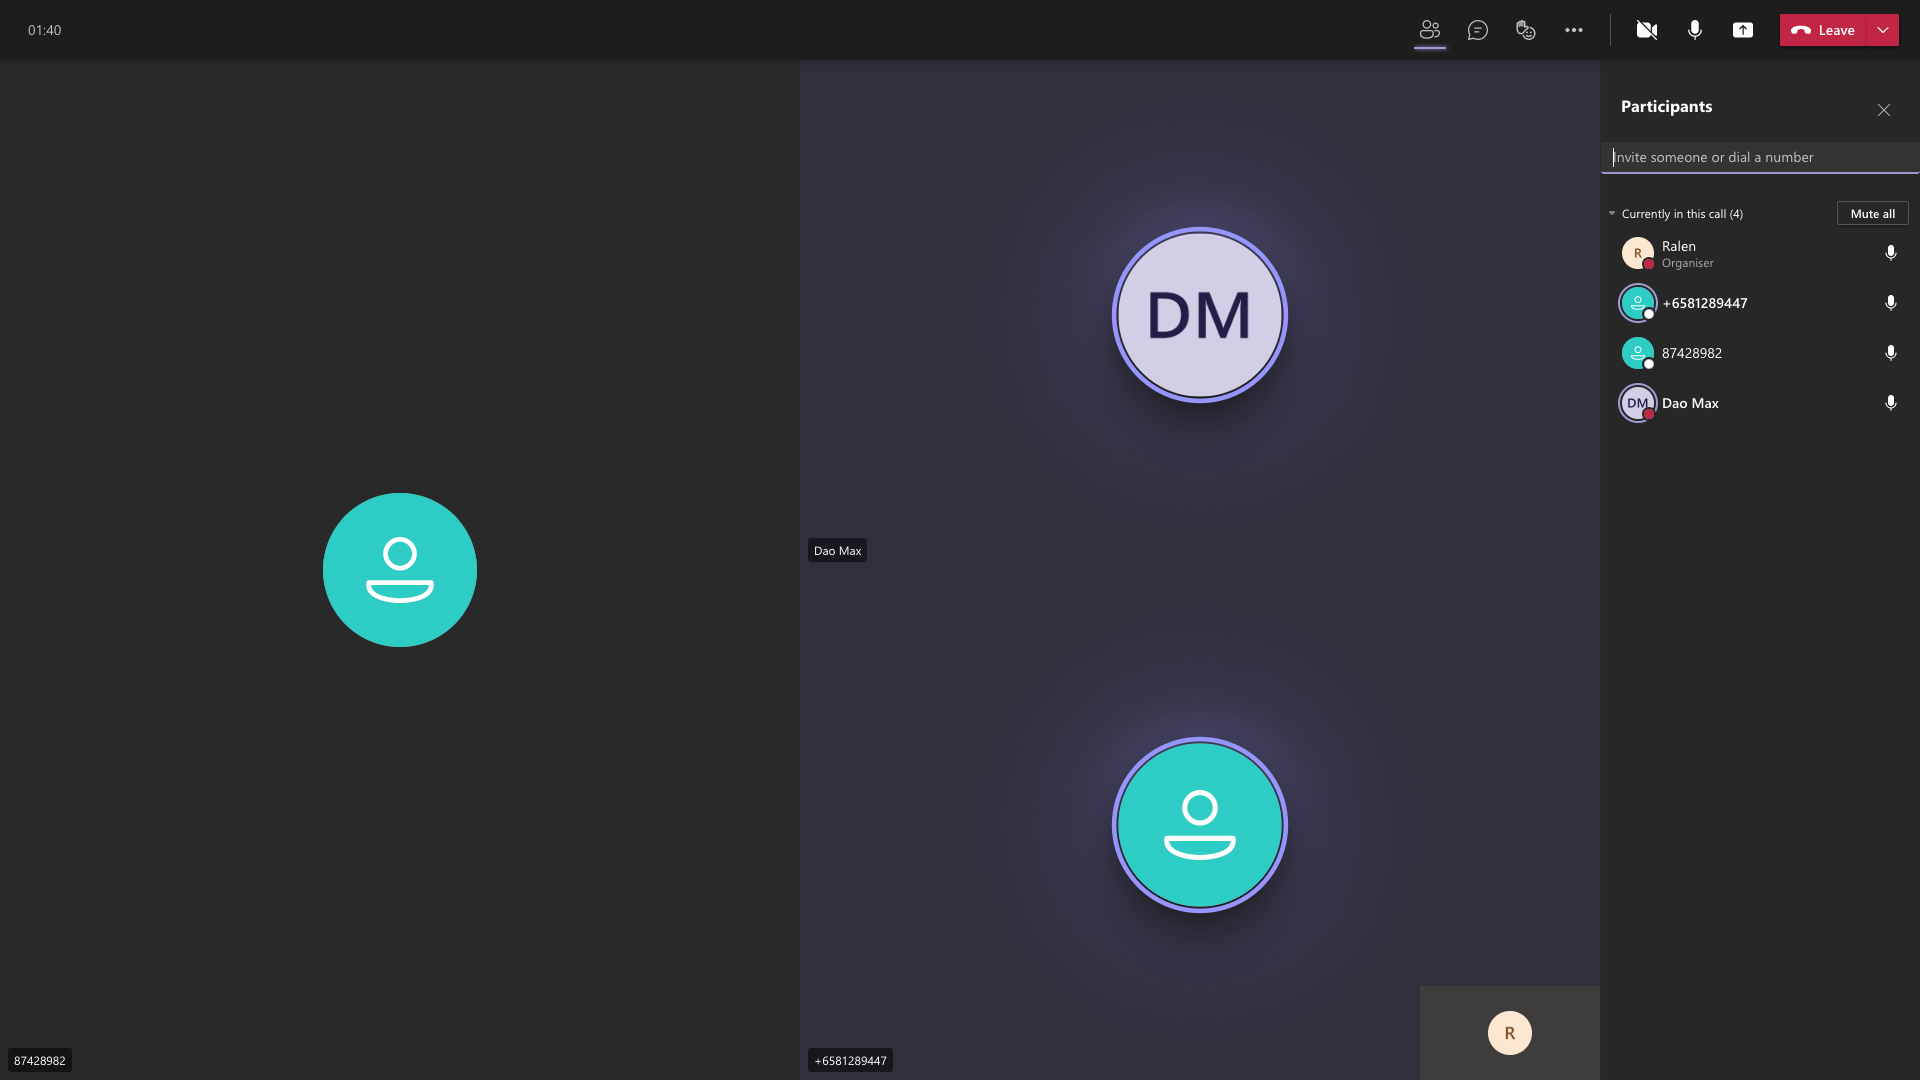 01:40
Leave
Participants
Invite someone or dial a number
Currently in this call (4)
Mute all
R
Ralen
Organiser
+6581289447
87428982
DM
Dao Max
DM
Dao Max
87428982
+6581289447
R